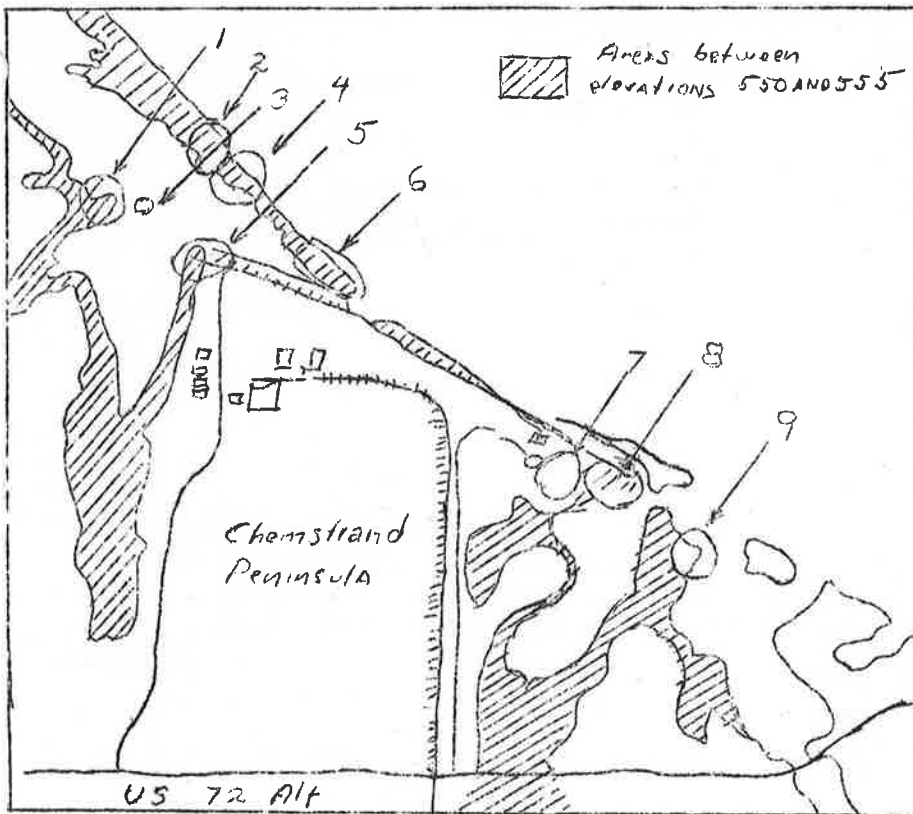 1
2
3
4
5
6
7
8
9
Areas between
elevations 550 AND 555
Chemstrand
Peninsula
US 72 Alt